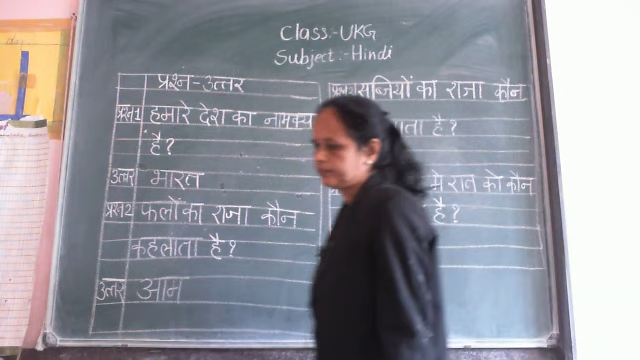 Class:-UKG
Subject:-Hindi
प्रश्न-उत्तर
प्रश्न1 हमारे देश का नाम क्या
है?
उत्तर भारत
प्रश्न2 फलों का राजा कौन
कहलाता है?
उत्तर आम
सब्जियों का राजा कौन
है?
रात को कौन
है?